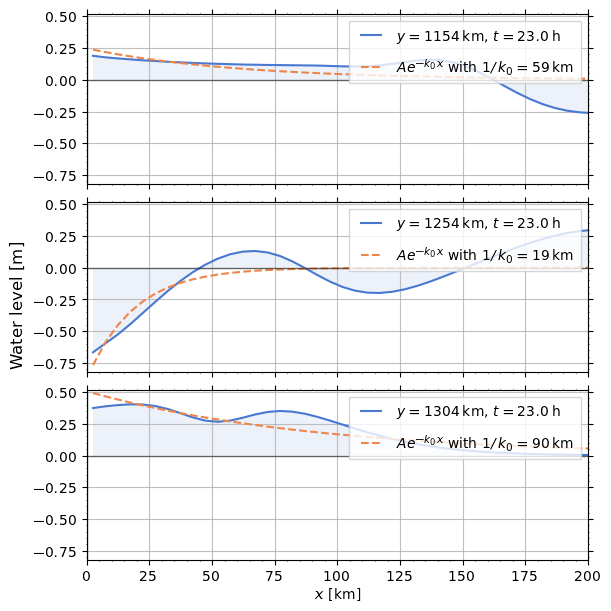 0.50
0.25
0.00
−0.25
−0.50
−0.75
y = 1154 km, t = 23.0 h
Ae^{−k₀x} with 1/k₀ = 59 km
0.50
0.25
0.00
−0.25
−0.50
−0.75
y = 1254 km, t = 23.0 h
Ae^{−k₀x} with 1/k₀ = 19 km
Water level [m]
0.50
0.25
0.00
−0.25
−0.50
−0.75
y = 1304 km, t = 23.0 h
Ae^{−k₀x} with 1/k₀ = 90 km
0 25 50 75 100 125 150 175 200
x [km]